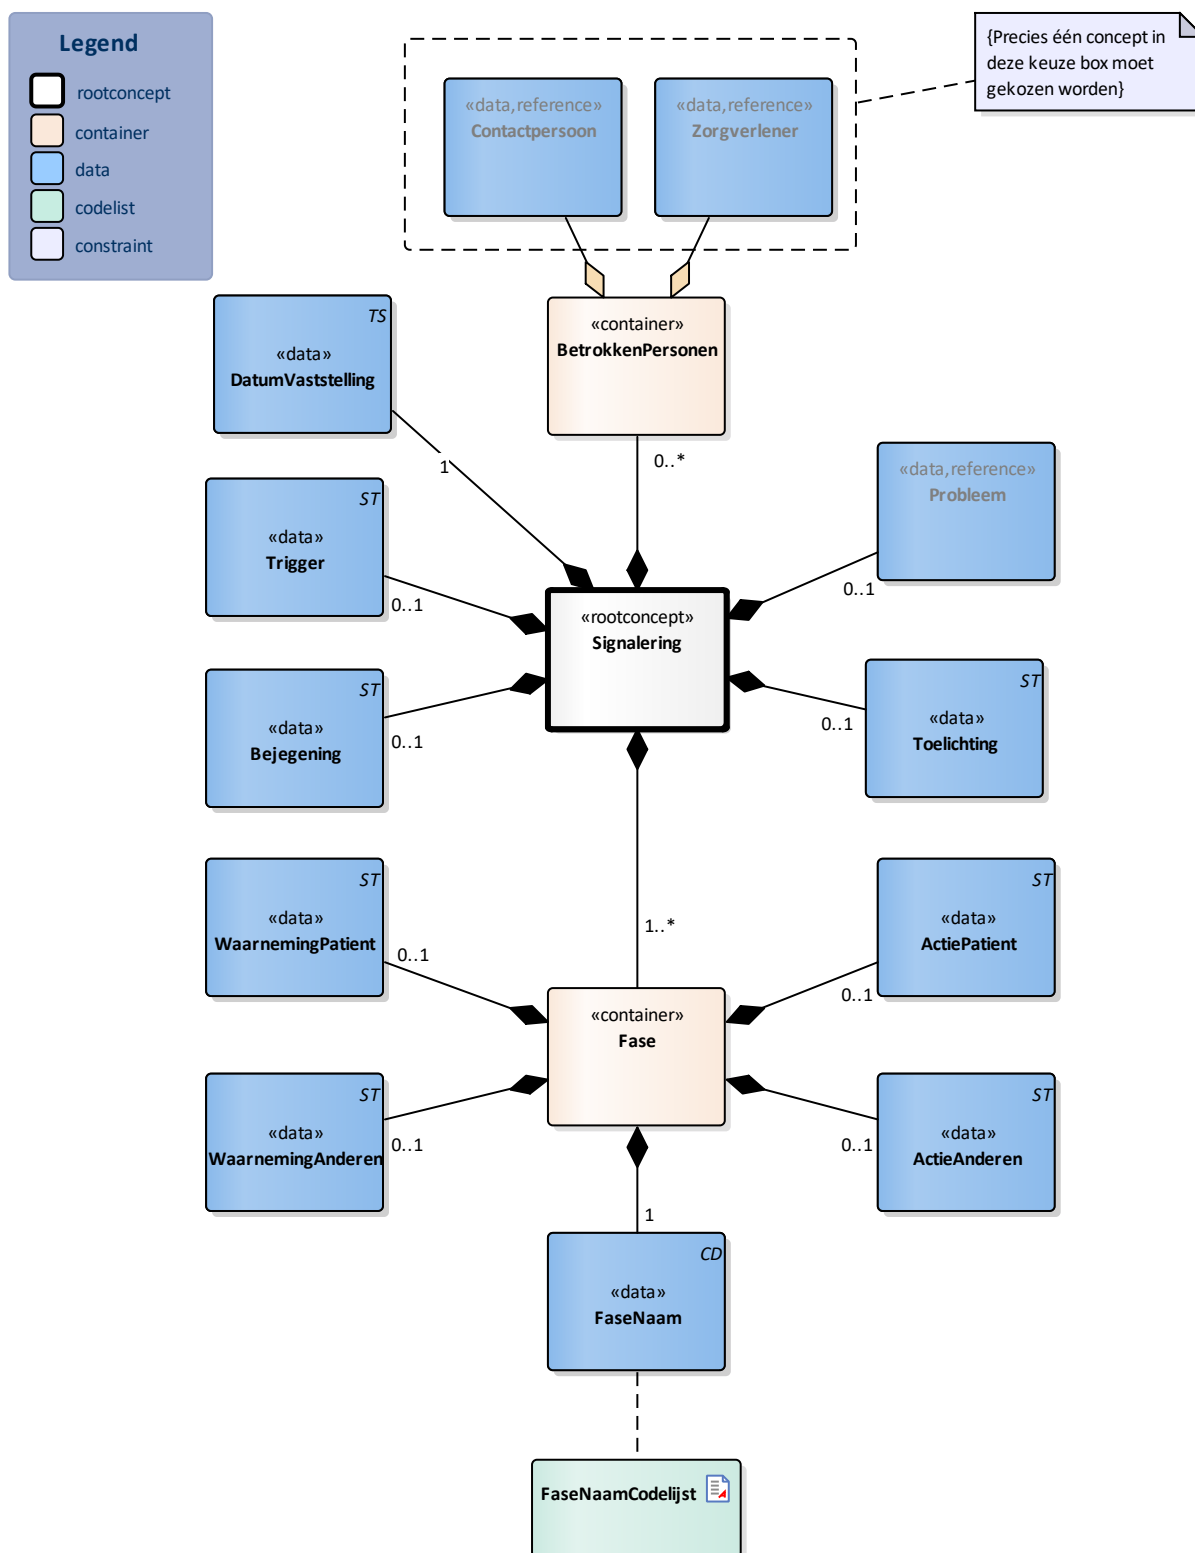 Legend
rootconcept
container
data
codelist
constraint
{Precies één concept in
deze keuze box moet
gekozen worden}
«data,reference»
Contactpersoon
«data,reference»
Zorgverlener
TS
«data»
DatumVaststelling
1
«container»
BetrokkenPersonen
0..*
«data,reference»
Probleem
0..1
ST
«data»
Trigger
0..1
«rootconcept»
Signalering
ST
«data»
Bejegening
0..1
ST
«data»
Toelichting
0..1
1..*
ST
«data»
WaarnemingPatient
0..1
ST
«data»
ActiePatient
0..1
«container»
Fase
ST
«data»
WaarnemingAnderen
0..1
ST
«data»
ActieAnderen
0..1
1
CD
«data»
FaseNaam
FaseNaamCodelijst